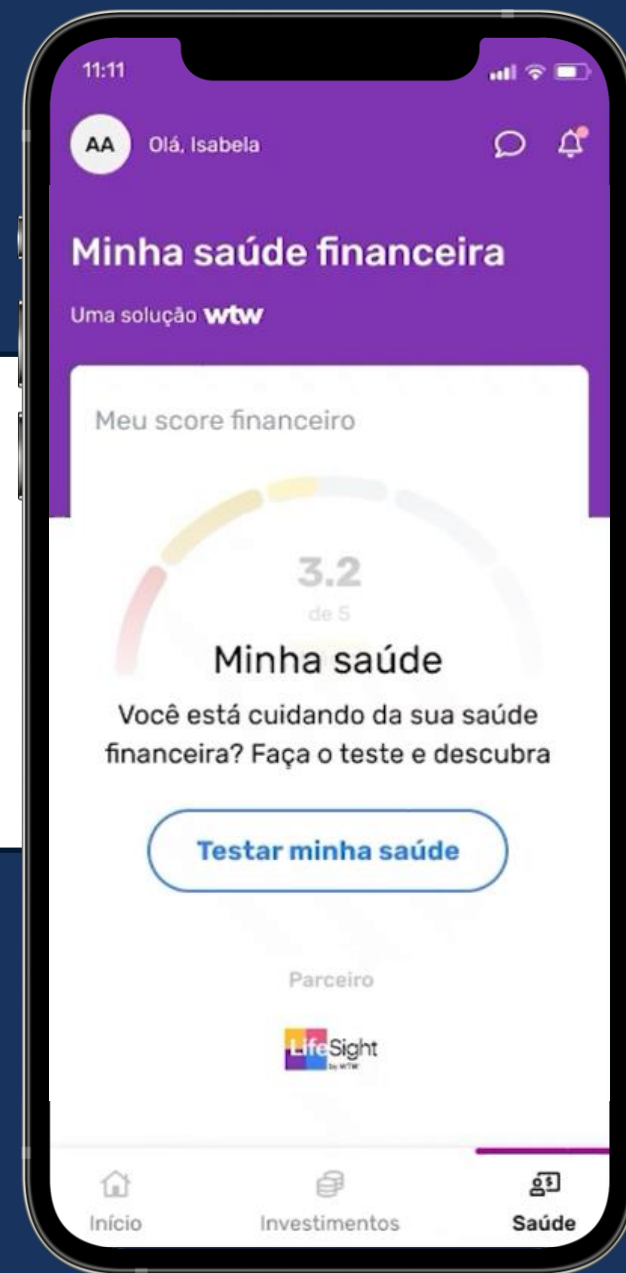 11:11
AA
Olá, Isabela
Minha saúde financeira
Uma solução wtw
Meu score financeiro
3.2
de 5
Minha saúde
Você está cuidando da sua saúde
financeira? Faça o teste e descubra
Testar minha saúde
Parceiro
LifeSight
by WTW
Início
Investimentos
Saúde